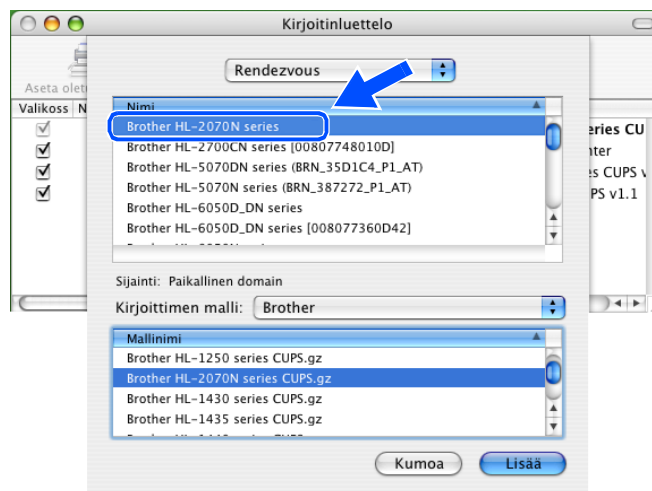 Kirjoitinluettelo
Rendezvous
Aseta olet
Valikoss N
Nimi
Brother HL-2070N series
Brother HL-2700CN series [00807748010D]
Brother HL-5070DN series (BRN_35D1C4_P1_AT)
Brother HL-5070N series (BRN_387272_P1_AT)
Brother HL-6050D_DN series
Brother HL-6050D_DN series [008077360D42]
eries CU
nter
es CUPS v
PS v1.1
Sijainti: Paikallinen domain
Kirjoittimen malli: Brother
Mallinimi
Brother HL-1250 series CUPS.gz
Brother HL-2070N series CUPS.gz
Brother HL-1430 series CUPS.gz
Brother HL-1435 series CUPS.gz
Kumoa Lisää